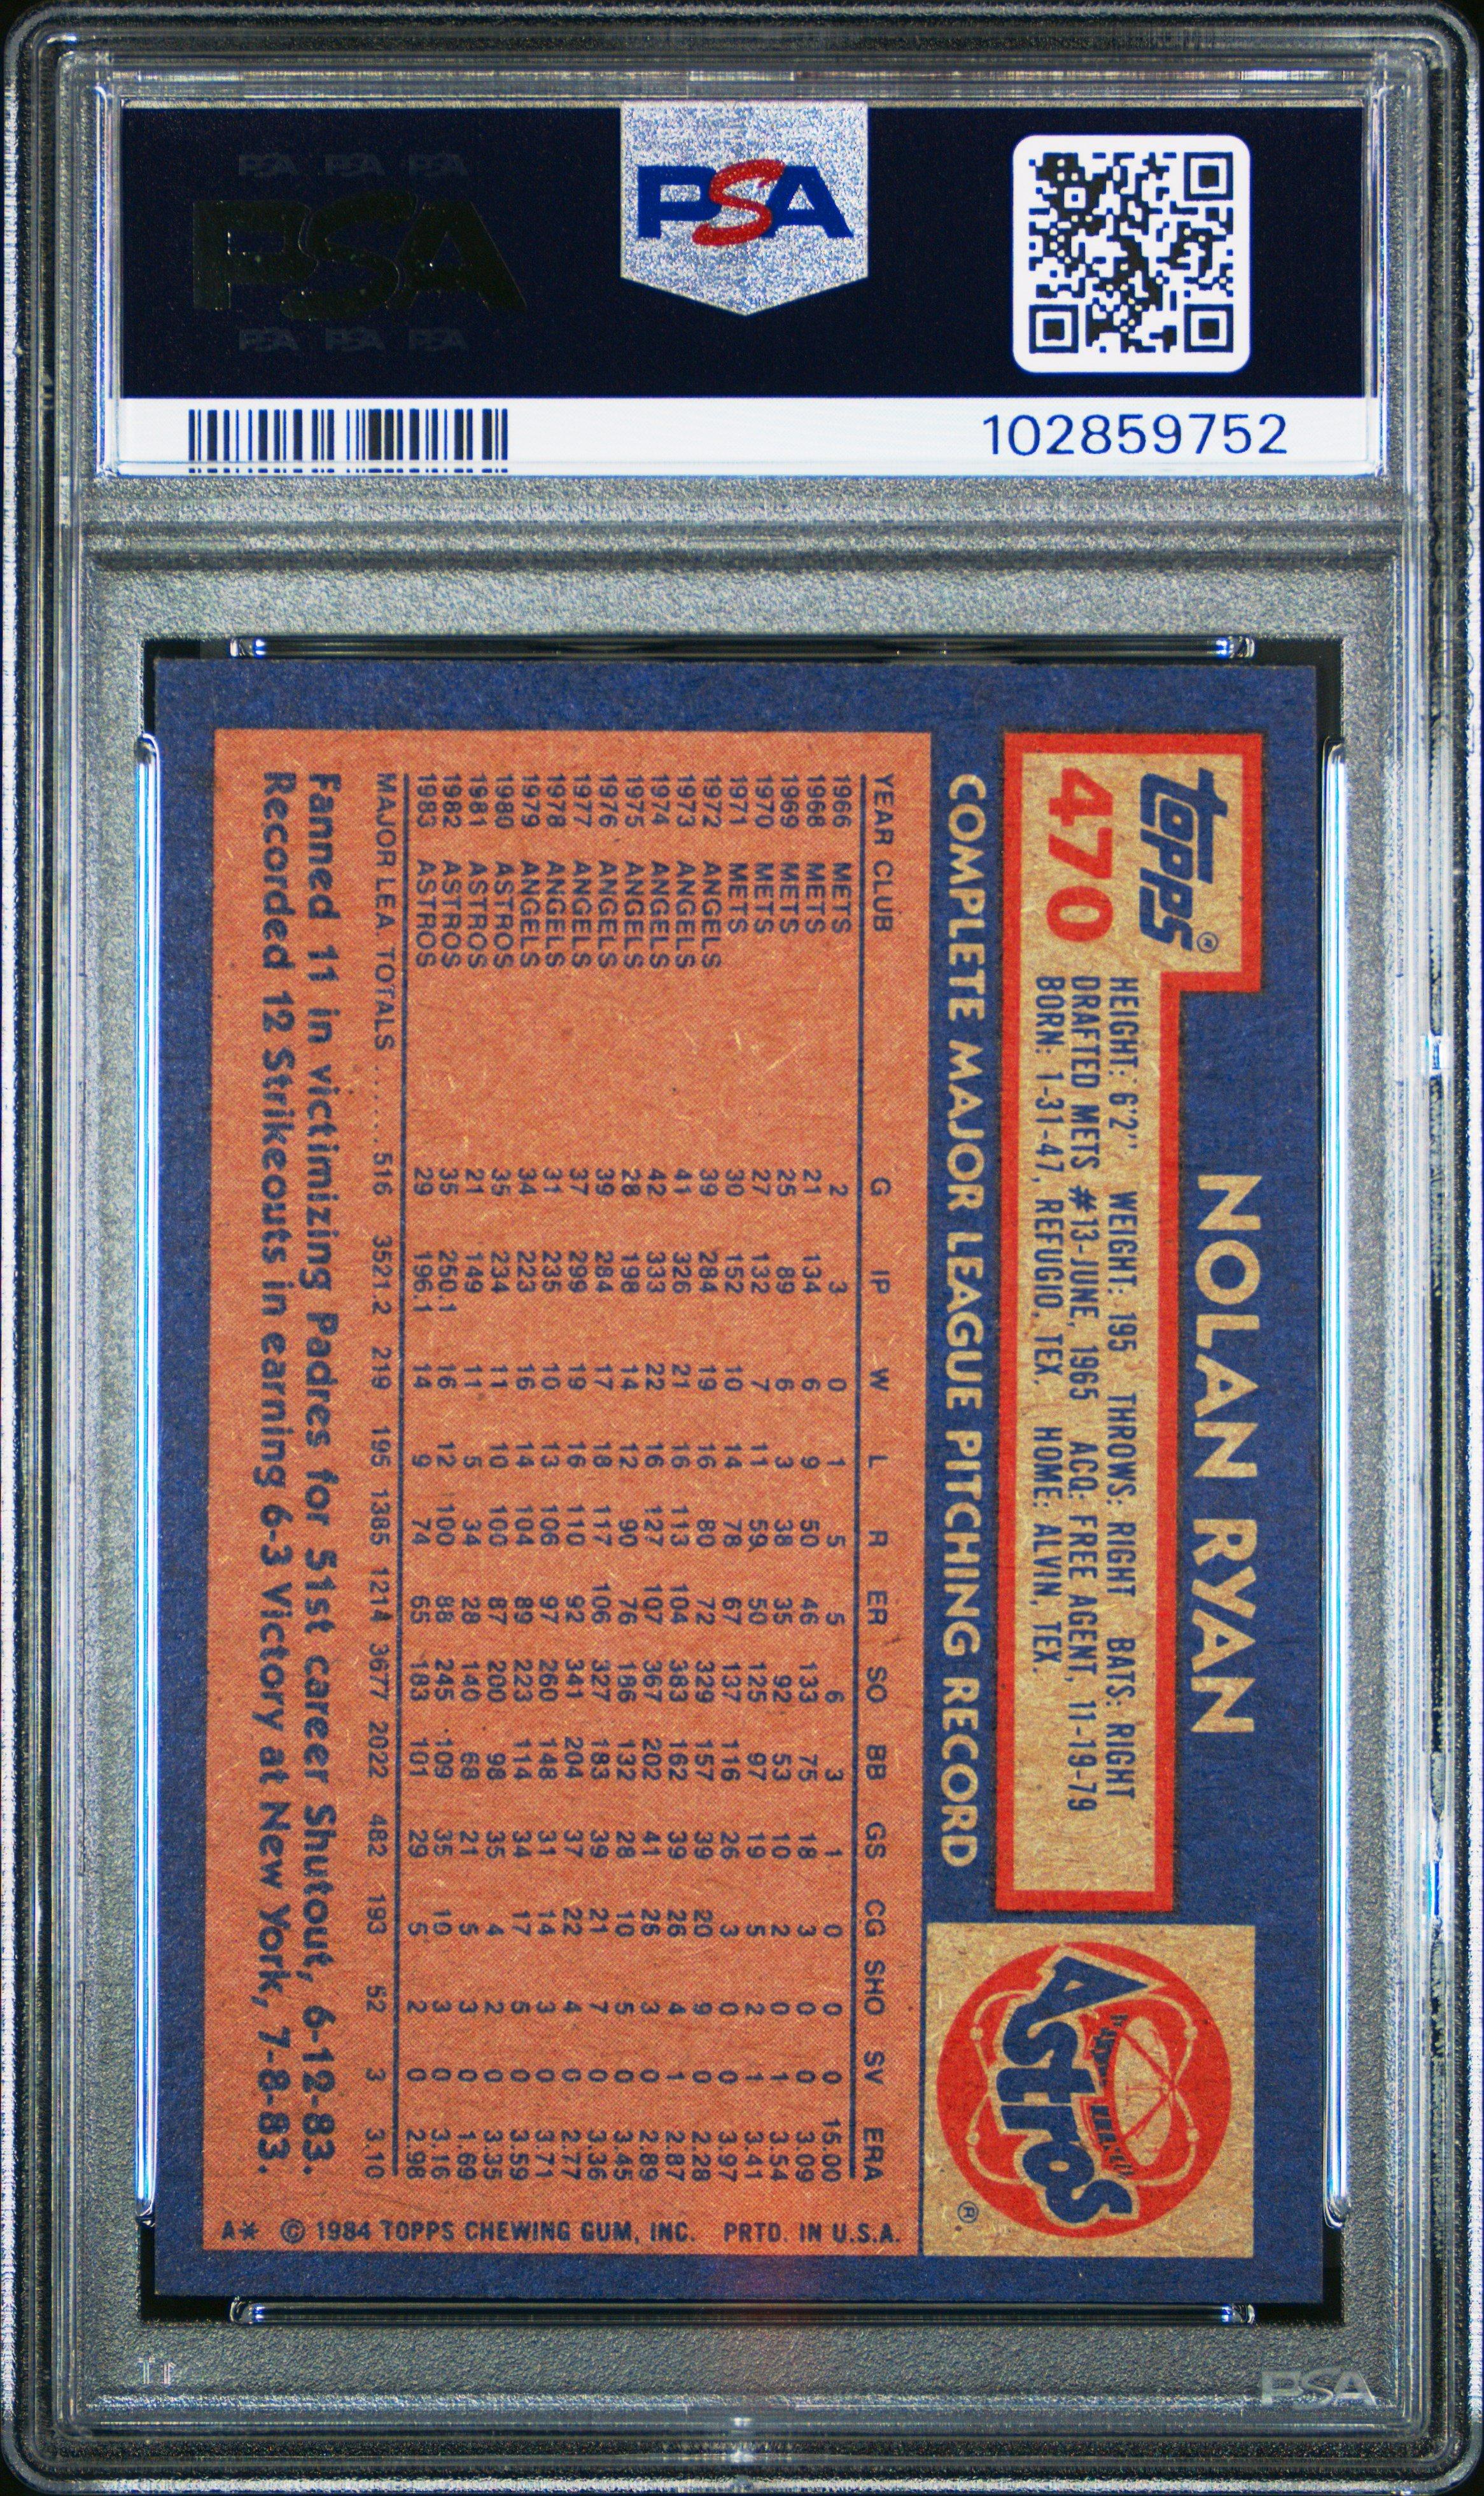 PSA PSA PSA
PSA
PSA PSA PSA
PSA
102859752
NOLAN RYAN
topps®
470
HEIGHT: 6'2" WEIGHT: 195 THROWS: RIGHT BATS: RIGHT
DRAFTED METS #13-JUNE, 1965 ACQ: FREE AGENT, 11-19-79
BORN: 1-31-47, REFUGIO, TEX. HOME: ALVIN, TEX.
Astros
®
COMPLETE MAJOR LEAGUE PITCHING RECORD
YEAR CLUB G IP W L R ER SO BB GS CG SHO SV ERA
1966 METS 2 3 0 1 5 5 6 3 1 0 0 0 15.00
1968 METS 21 134 6 9 50 46 133 75 18 3 0 0 3.09
1969 METS 25 89 6 3 38 35 92 53 10 2 0 1 3.54
1970 METS 27 132 7 11 59 50 125 97 19 5 2 1 3.41
1971 METS 30 152 10 14 78 67 137 116 26 3 0 0 3.97
1972 ANGELS 39 284 19 16 80 72 329 157 39 20 9 0 2.28
1973 ANGELS 41 326 21 16 113 104 383 162 39 26 4 1 2.87
1974 ANGELS 42 333 22 16 127 107 367 202 41 26 3 0 2.89
1975 ANGELS 28 198 14 12 90 76 186 132 28 10 5 0 3.45
1976 ANGELS 39 284 17 18 117 106 327 183 39 21 7 0 3.36
1977 ANGELS 37 299 19 16 110 92 341 204 37 22 4 0 2.77
1978 ANGELS 31 235 10 13 106 97 260 148 31 14 3 0 3.71
1979 ANGELS 34 223 16 14 104 89 223 114 34 17 5 0 3.59
1980 ASTROS 35 234 11 10 100 87 200 98 35 4 2 0 3.35
1981 ASTROS 21 149 11 5 34 28 140 68 21 5 3 0 1.69
1982 ASTROS 35 250.1 16 12 100 88 245 109 35 10 3 0 3.16
1983 ASTROS 29 196.1 14 9 74 65 183 101 29 5 2 0 2.98
MAJOR LEA TOTALS......516 3521.2 219 195 1385 1214 3677 2022 482 193 52 3 3.10
Fanned 11 in victimizing Padres for 51st career Shutout, 6-12-83.
Recorded 12 Strikeouts in earning 6-3 Victory at New York, 7-8-83.
A* © 1984 TOPPS CHEWING GUM, INC. PRTD. IN U.S.A.
PSA